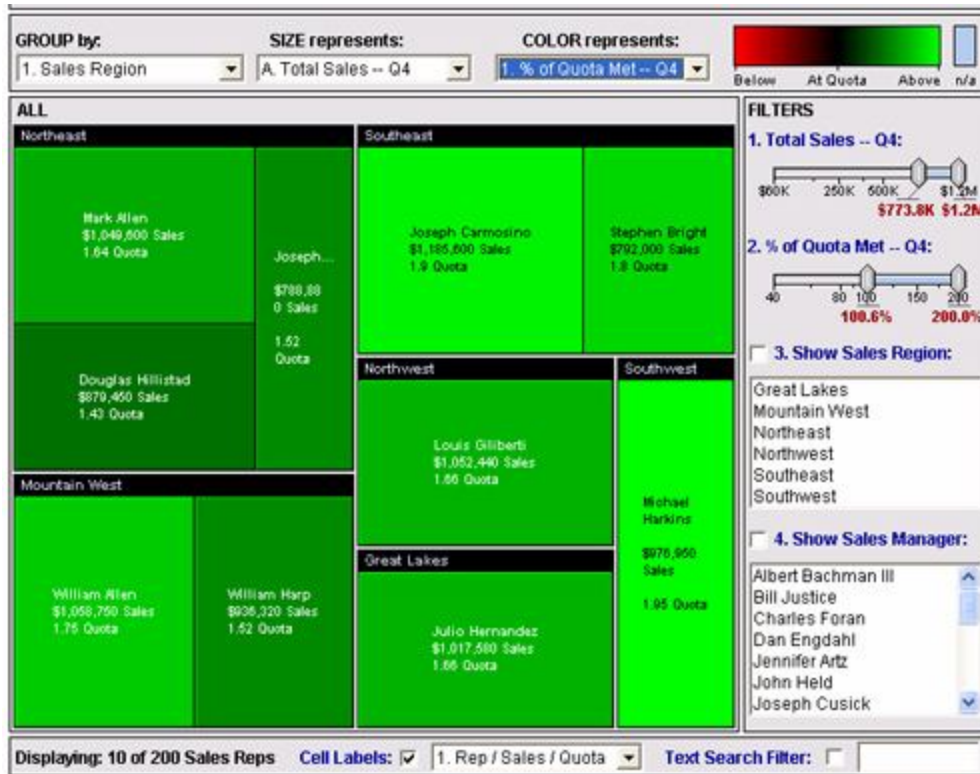 GROUP by:
SIZE represents:
COLOR represents:
1. Sales Region
A. Total Sales -- Q4
1. % of Quota Met -- Q4
Below
At Quota
Above
n/a
ALL
Northeast
Mark Allen
$1,049,600 Sales
1.64 Quota
Joseph...
$788,88
0 Sales
1.52
Quota
Douglas Hillistad
$879,450 Sales
1.43 Quota
Southeast
Joseph Carmosino
$1,185,600 Sales
1.9 Quota
Stephen Bright
$792,000 Sales
1.8 Quota
Mountain West
William Allen
$1,058,750 Sales
1.75 Quota
William Harp
$936,320 Sales
1.52 Quota
Northwest
Louis Giliberti
$1,052,440 Sales
1.66 Quota
Great Lakes
Julio Hernandez
$1,017,580 Sales
1.66 Quota
Southwest
Michael
Harkins
$976,950
Sales
1.95 Quota
FILTERS
1. Total Sales -- Q4:
$60K
250K
500K
$1.2M
$773.8K
$1.2M
2. % of Quota Met -- Q4:
40
80
100
150
200
100.6%
200.0%
3. Show Sales Region:
Great Lakes
Mountain West
Northeast
Northwest
Southeast
Southwest
4. Show Sales Manager:
Albert Bachman III
Bill Justice
Charles Foran
Dan Engdahl
Jennifer Artz
John Held
Joseph Cusick
Displaying: 10 of 200 Sales Reps
Cell Labels:
1. Rep / Sales / Quota
Text Search Filter: